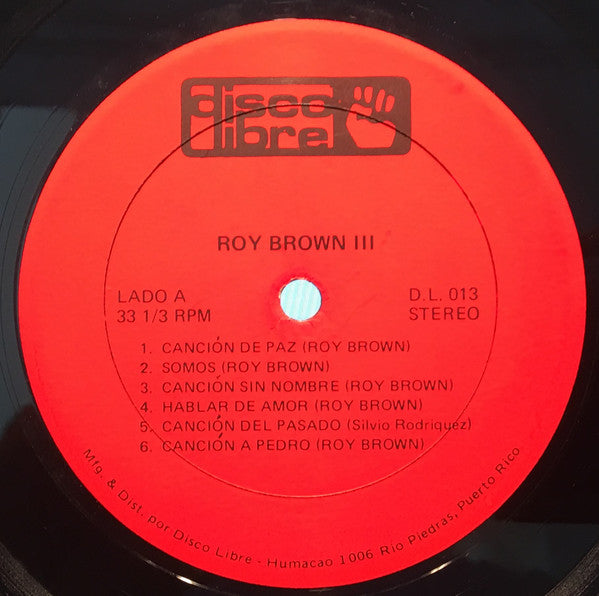 disco
libre
ROY BROWN III
LADO A
33 1/3 RPM
D.L. 013
STEREO
1. CANCIÓN DE PAZ (ROY BROWN)
2. SOMOS (ROY BROWN)
3. CANCIÓN SIN NOMBRE (ROY BROWN)
4. HABLAR DE AMOR (ROY BROWN)
5. CANCIÓN DEL PASADO (Silvio Rodriquez)
6. CANCIÓN A PEDRO (ROY BROWN)
Mfg. & Dist. por Disco Libre - Humacao 1006 Rio Piedras, Puerto Rico